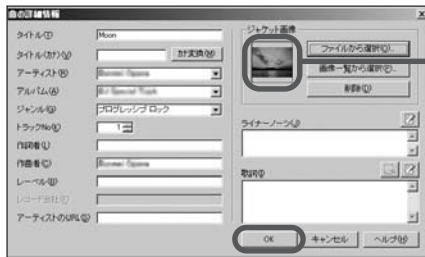 曲の詳細情報
タイトル(T) Moon
タイトル(カナ)(V) カナ変換(M)
アーティスト(R)
アルバム(A)
ジャンル(G) プログレッシブ ロック
トラックNo(K) 1
作詞者(L)
作曲者(C)
レーベル(W)
レコード会社(E)
アーティストのURL(S)
ジャケット画像
ファイルから選択(O)...
画像一覧から選択(P)...
削除(D)
ライナーノーツ(J)
歌詞(I)
OK
キャンセル
ヘルプ(H)